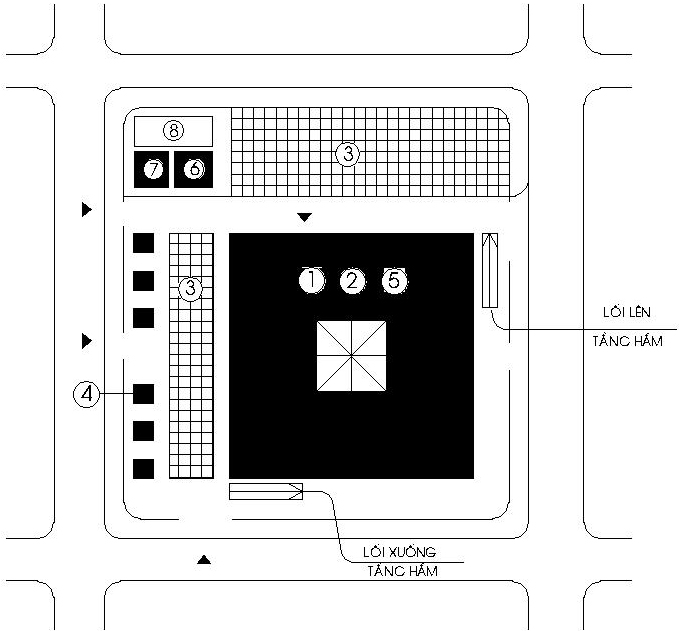 8
7 6
3
1 2 5
3
LỐI LÊN
TẦNG HẦM
4
LỐI XUỐNG
TẦNG HẦM